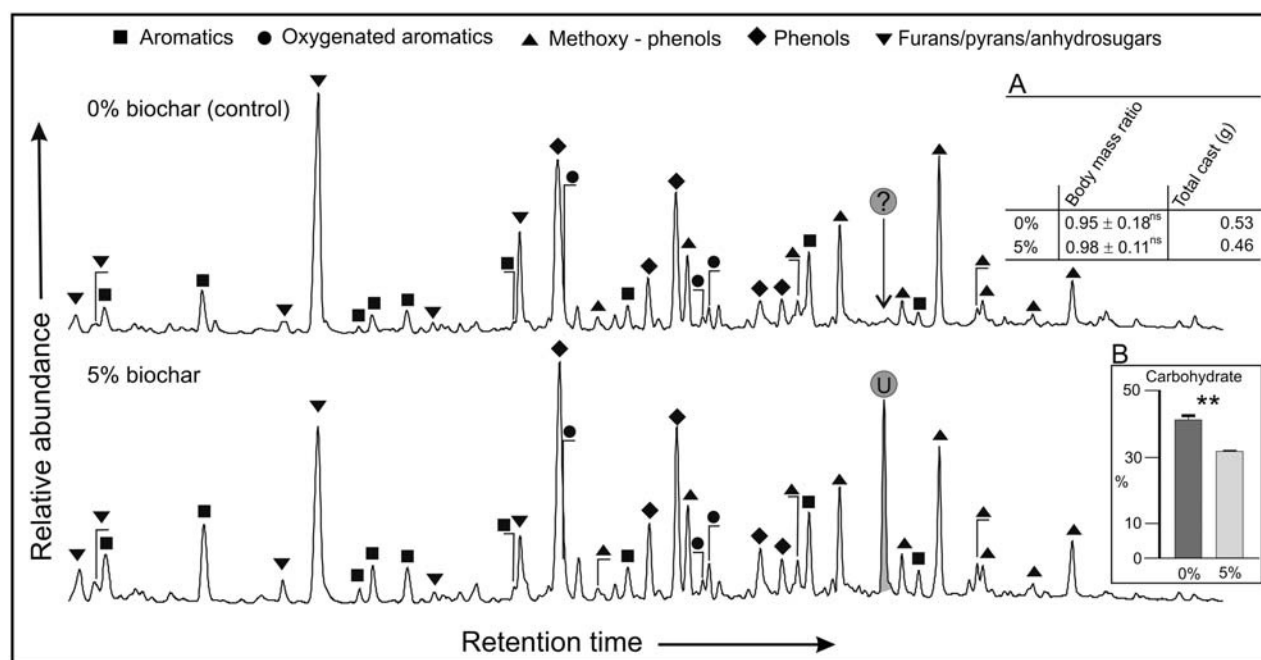 Aromatics Oxygenated aromatics Methoxy - phenols Phenols Furans/pyrans/anhydrosugars
0% biochar (control)
A
Body mass ratio
Total cast (g)
0% 0.95 ± 0.18ns 0.53
5% 0.98 ± 0.11ns 0.46
?
Relative abundance
5% biochar
U
B
Carbohydrate
50
**
30
%
10
0
0% 5%
Retention time